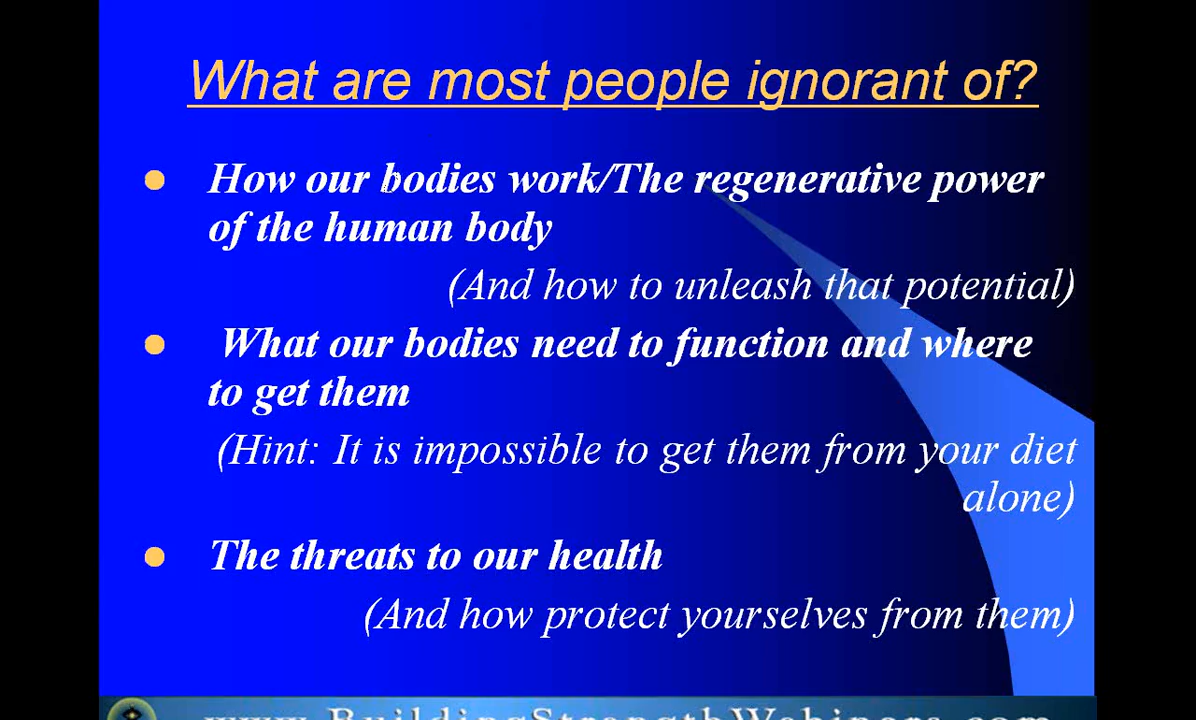 What are most people ignorant of?
How our bodies work/The regenerative power
of the human body
(And how to unleash that potential)
What our bodies need to function and where
to get them
(Hint: It is impossible to get them from your diet
alone)
The threats to our health
(And how protect yourselves from them)
www.BuildingStrengthWebinars.com